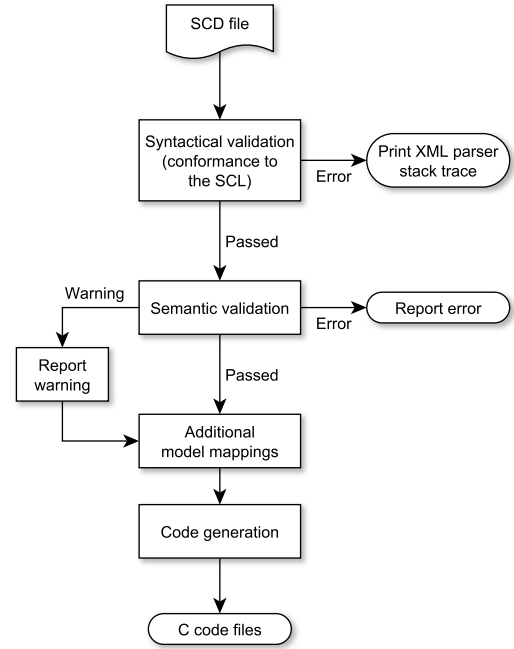 SCD file
Syntactical validation
(conformance to
the SCL)
Error
Print XML parser
stack trace
Passed
Warning
Semantic validation
Error
Report error
Report
warning
Passed
Additional
model mappings
Code generation
C code files